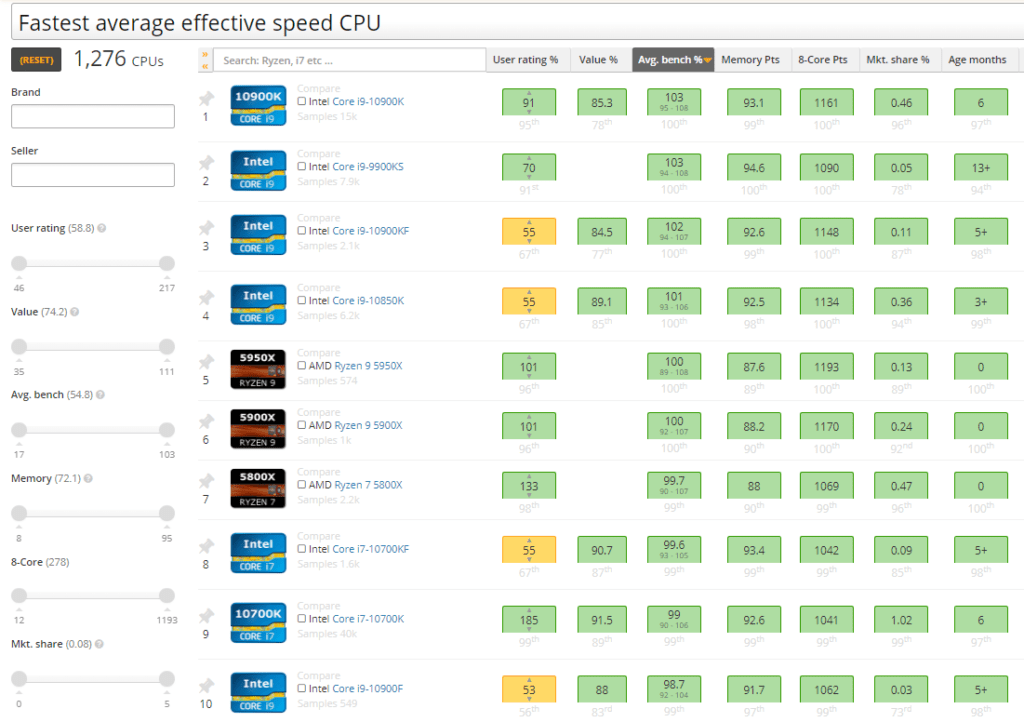 Fastest average effective speed CPU
(RESET) 1,276 CPUs
Search: Ryzen, i7 etc ... User rating % Value % Avg. bench % Memory Pts 8-Core Pts Mkt. share % Age months
Brand
Seller
User rating (58.8)
46 217
Value (74.2)
35 111
Avg. bench (54.8)
17 103
Memory (72.1)
8 95
8-Core (278)
12 1193
Mkt. share (0.08)
0 5
1
10900K
CORE i9
Compare
Intel Core i9-10900K
Samples 15k
91 85.3 103 93.1 1161 0.46 6
95 - 108
95th 78th 100th 99th 100th 96th 97th
2
Intel
CORE i9
Compare
Intel Core i9-9900KS
Samples 7.9k
70 103 94.6 1090 0.05 13+
94 - 108
91st 100th 100th 100th 78th 94th
3
Intel
CORE i9
Compare
Intel Core i9-10900KF
Samples 2.1k
55 84.5 102 92.6 1148 0.11 5+
94 - 107
67th 77th 100th 99th 100th 87th 98th
4
Intel
CORE i9
Compare
Intel Core i9-10850K
Samples 6.2k
55 89.1 101 92.5 1134 0.36 3+
93 - 106
67th 85th 100th 98th 100th 94th 99th
5
5950X
RYZEN 9
Compare
AMD Ryzen 9 5950X
Samples 574
101 100 87.6 1193 0.13 0
89 - 108
96th 100th 89th 100th 89th 100th
6
5900X
RYZEN 9
Compare
AMD Ryzen 9 5900X
Samples 1k
101 100 88.2 1170 0.24 0
92 - 107
96th 100th 90th 100th 92nd 100th
7
5800X
RYZEN 7
Compare
AMD Ryzen 7 5800X
Samples 2.2k
133 99.7 88 1069 0.47 0
90 - 107
98th 99th 90th 99th 96th 100th
8
Intel
CORE i7
Compare
Intel Core i7-10700KF
Samples 1.6k
55 90.7 99.6 93.4 1042 0.09 5+
93 - 105
67th 87th 99th 99th 99th 85th 98th
9
10700K
CORE i7
Compare
Intel Core i7-10700K
Samples 40k
185 91.5 99 92.6 1041 1.02 6
90 - 106
99th 89th 99th 99th 99th 99th 97th
10
Intel
CORE i9
Compare
Intel Core i9-10900F
Samples 549
53 88 98.7 91.7 1062 0.03 5+
92 - 104
56th 83rd 99th 97th 99th 73rd 98th